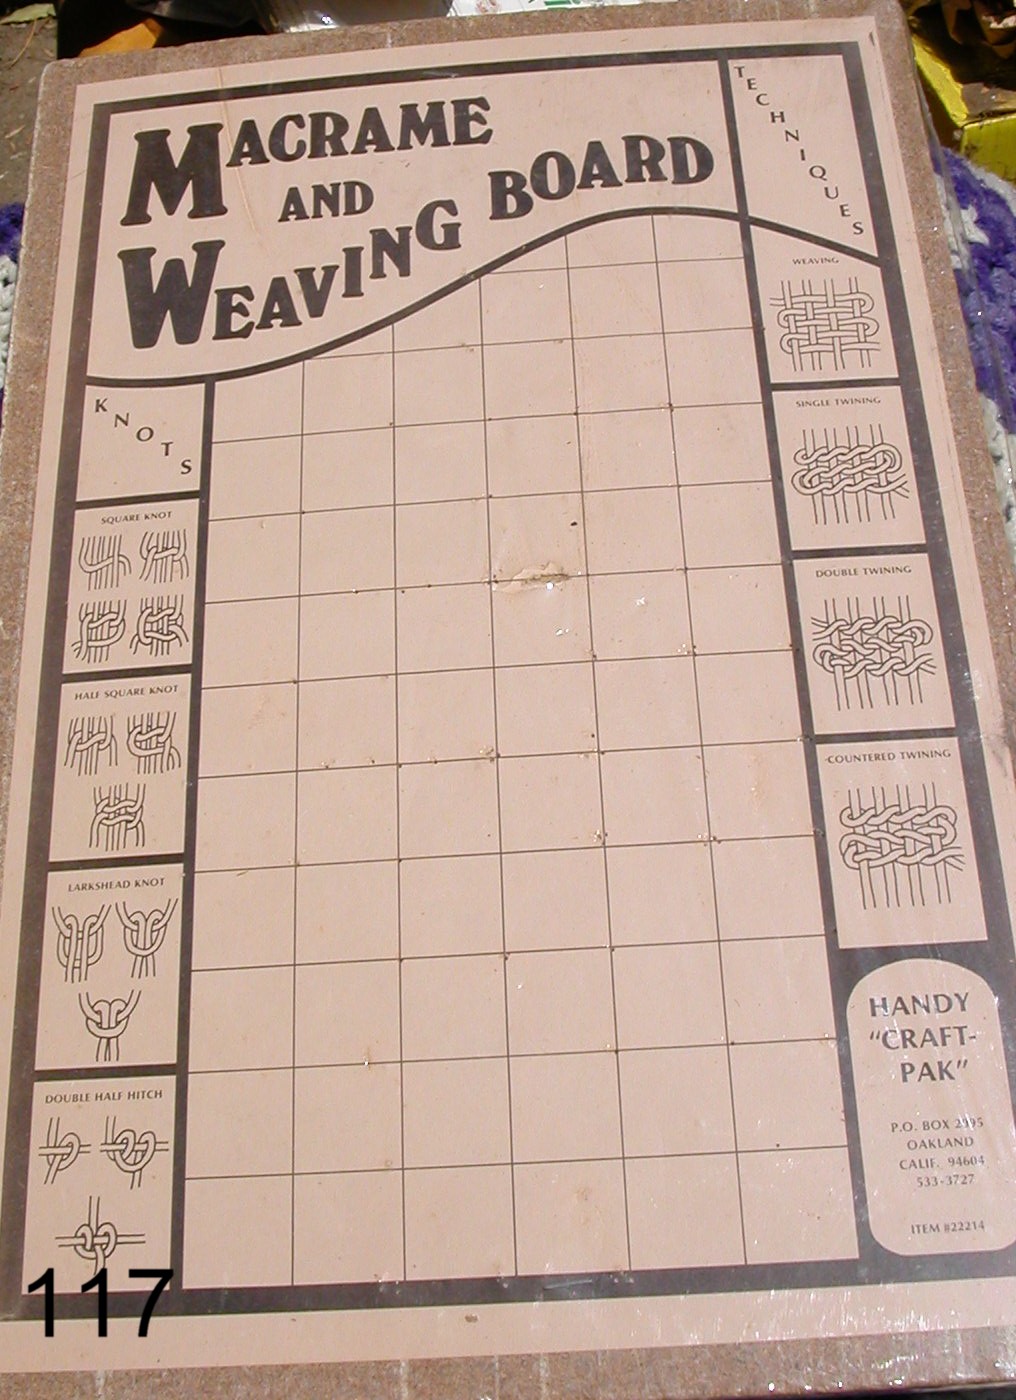 MACRAME
AND
WEAVING BOARD
TECHNIQUES
WEAVING
SINGLE TWINING
DOUBLE TWINING
COUNTERED TWINING
KNOTS
SQUARE KNOT
HALF SQUARE KNOT
LARKSHEAD KNOT
DOUBLE HALF HITCH
HANDY
"CRAFT-
PAK"
P.O. BOX
OAKLAND
CALIF. 94604
533-3727
ITEM #22214
117